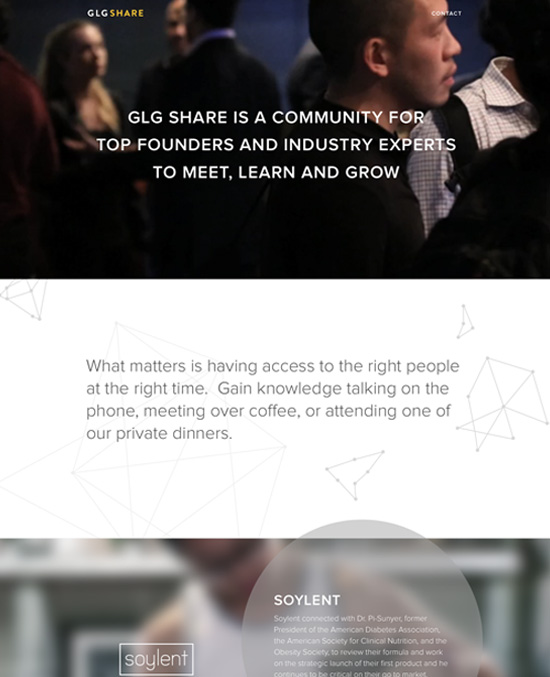 GLG SHARE
CONTACT
GLG SHARE IS A COMMUNITY FOR
TOP FOUNDERS AND INDUSTRY EXPERTS
TO MEET, LEARN AND GROW
What matters is having access to the right people
at the right time.  Gain knowledge talking on the
phone, meeting over coffee, or attending one of
our private dinners.
SOYLENT
Soylent connected with Dr. Pi-Sunyer, former
President of the American Diabetes Association,
the American Society for Clinical Nutrition, and the
Obesity Society, to review their formula and work
on the strategic launch of their first product and he
continues to be critical on their go to market
soylent